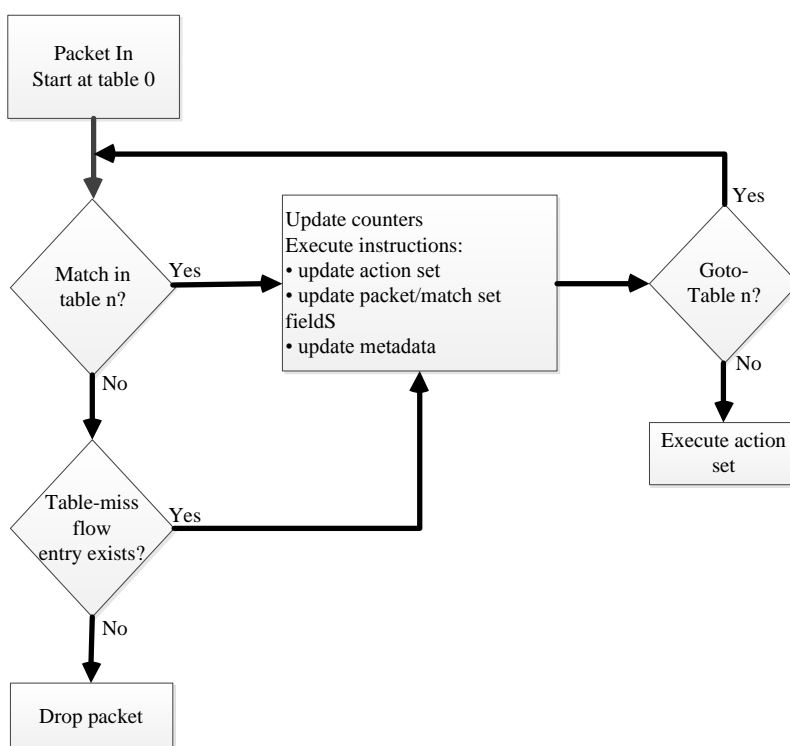 Packet In
Start at table 0
Yes
Match in
table n?
Yes
Update counters
Execute instructions:
• update action set
• update packet/match set
fieldS
• update metadata
Goto-
Table n?
No
No
Execute action
set
Table-miss
flow
entry exists?
Yes
No
Drop packet